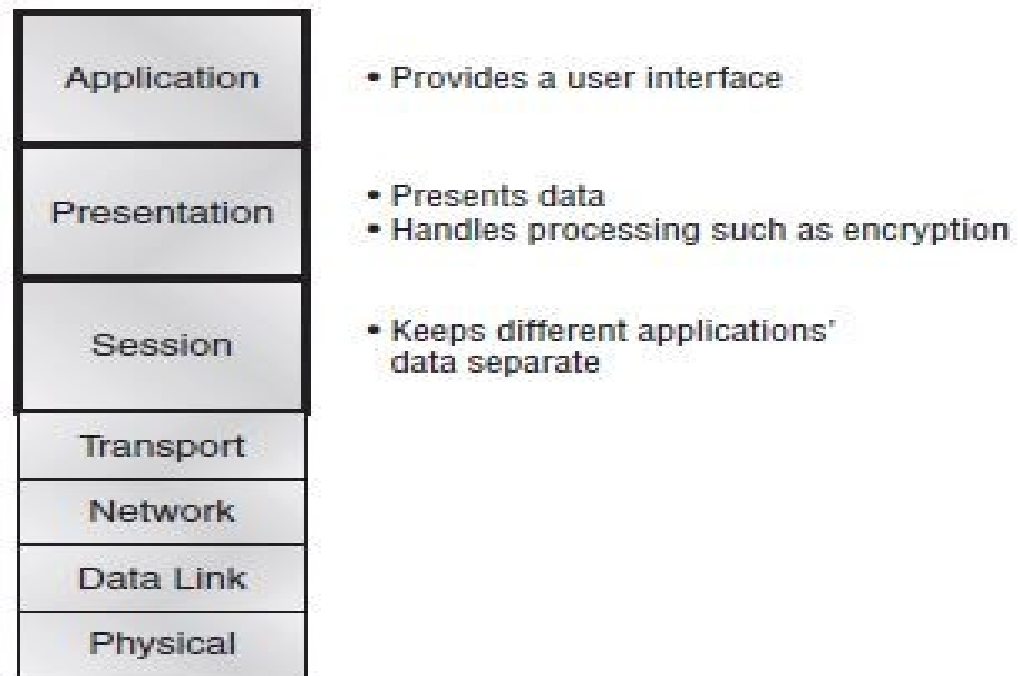 Application
• Provides a user interface
Presentation
• Presents data
• Handles processing such as encryption
Session
• Keeps different applications'
data separate
Transport
Network
Data Link
Physical